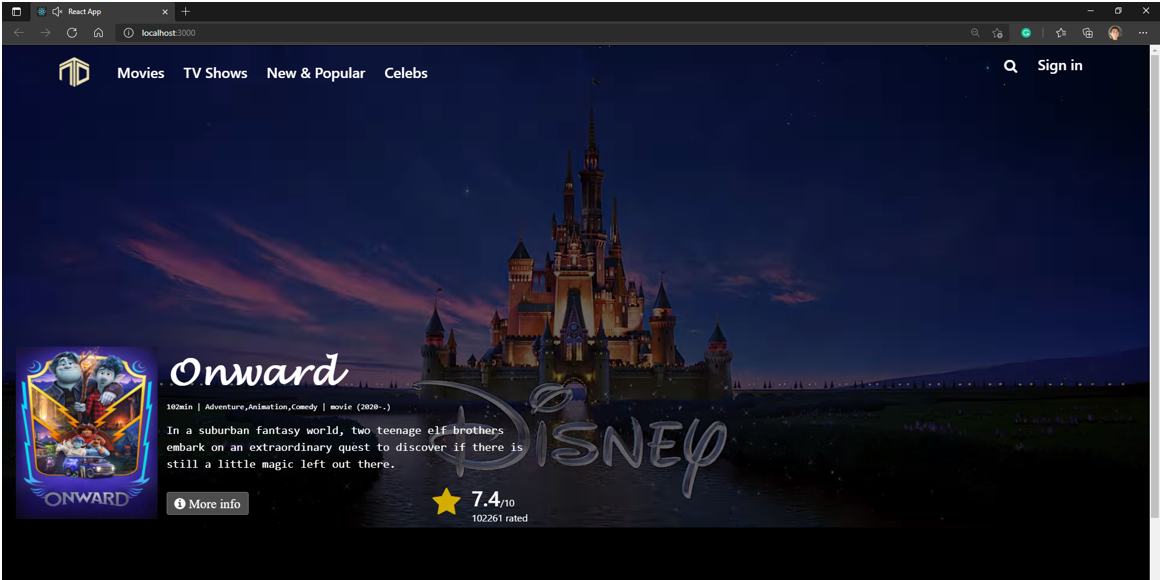 React App
localhost:3000
Movies TV Shows New & Popular Celebs
Sign in
Onward
102min | Adventure,Animation,Comedy | movie (2020-.)
In a suburban fantasy world, two teenage elf brothers
embark on an extraordinary quest to discover if there is
still a little magic left out there.
ONWARD
More info
7.4/10
102261 rated
DISNEY